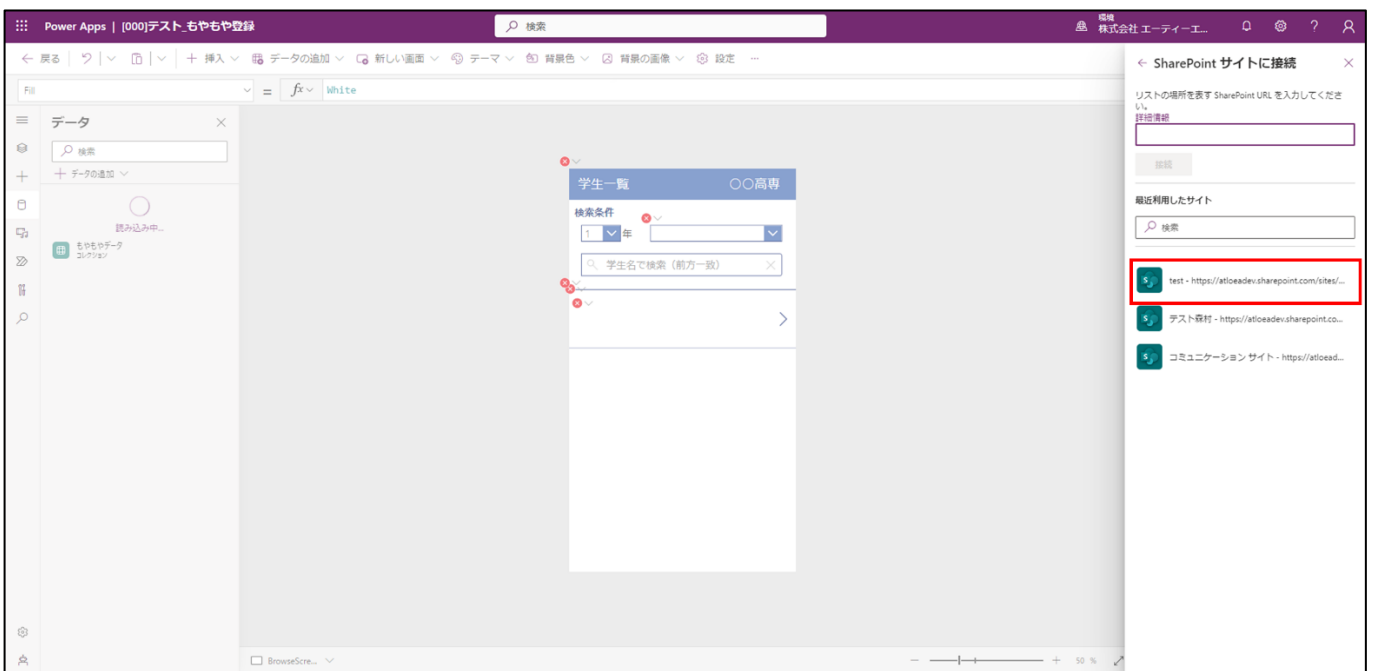 Power Apps | [000]テスト_もやもや登録
検索
環境
株式会社 エーティーエ...
戻る
挿入
データの追加
新しい画面
テーマ
背景色
背景の画像
設定
...
Fill
= fx White
データ
検索
データの追加
読み込み中...
もやもやデータ
コレクション
学生一覧 〇〇高専
検索条件
1 年
学生名で検索（前方一致）
BrowseScre...
50 %
SharePoint サイトに接続
リストの場所を表す SharePoint URL を入力してくださ
い。
詳細情報
接続
最近利用したサイト
検索
test - https://atloeadev.sharepoint.com/sites/...
テスト森村 - https://atloeadev.sharepoint.co...
コミュニケーション サイト - https://atloead...